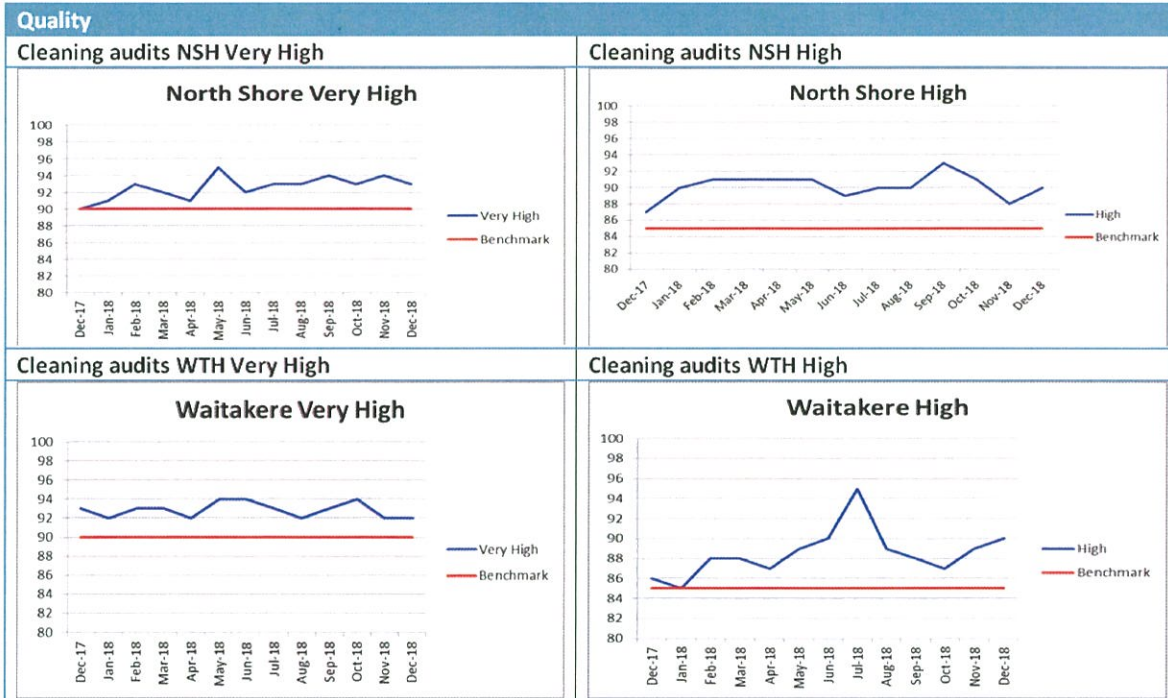 Quality
Cleaning audits NSH Very High
North Shore Very High
100
98
96
94
92
90
88
86
84
82
80
Very High
Benchmark
Dec-17
Jan-18
Feb-18
Mar-18
Apr-18
May-18
Jun-18
Jul-18
Aug-18
Sep-18
Oct-18
Nov-18
Dec-18
Cleaning audits NSH High
North Shore High
100
98
96
94
92
90
88
86
84
82
80
High
Benchmark
Dec-17
Jan-18
Feb-18
Mar-18
Apr-18
May-18
Jun-18
Jul-18
Aug-18
Sep-18
Oct-18
Nov-18
Dec-18
Cleaning audits WTH Very High
Waitakere Very High
100
98
96
94
92
90
88
86
84
82
80
Very High
Benchmark
Dec-17
Jan-18
Feb-18
Mar-18
Apr-18
May-18
Jun-18
Jul-18
Aug-18
Sep-18
Oct-18
Nov-18
Dec-18
Cleaning audits WTH High
Waitakere High
100
98
96
94
92
90
88
86
84
82
80
High
Benchmark
Dec-17
Jan-18
Feb-18
Mar-18
Apr-18
May-18
Jun-18
Jul-18
Aug-18
Sep-18
Oct-18
Nov-18
Dec-18